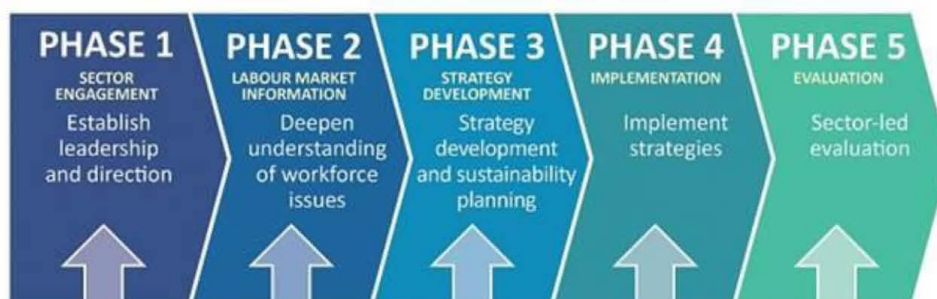 PHASE 1
SECTOR
ENGAGEMENT
Establish
leadership
and direction
PHASE 2
LABOUR MARKET
INFORMATION
Deepen
understanding
of workforce
issues
PHASE 3
STRATEGY
DEVELOPMENT
Strategy
development
and sustainability
planning
PHASE 4
IMPLEMENTATION
Implement
strategies
PHASE 5
EVALUATION
Sector-led
evaluation